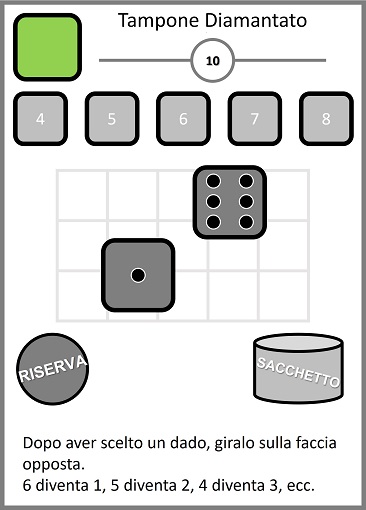 Tampone Diamantato
10
4 5 6 7 8
RISERVA
SACCHETTO
Dopo aver scelto un dado, giralo sulla faccia
opposta.
6 diventa 1, 5 diventa 2, 4 diventa 3, ecc.